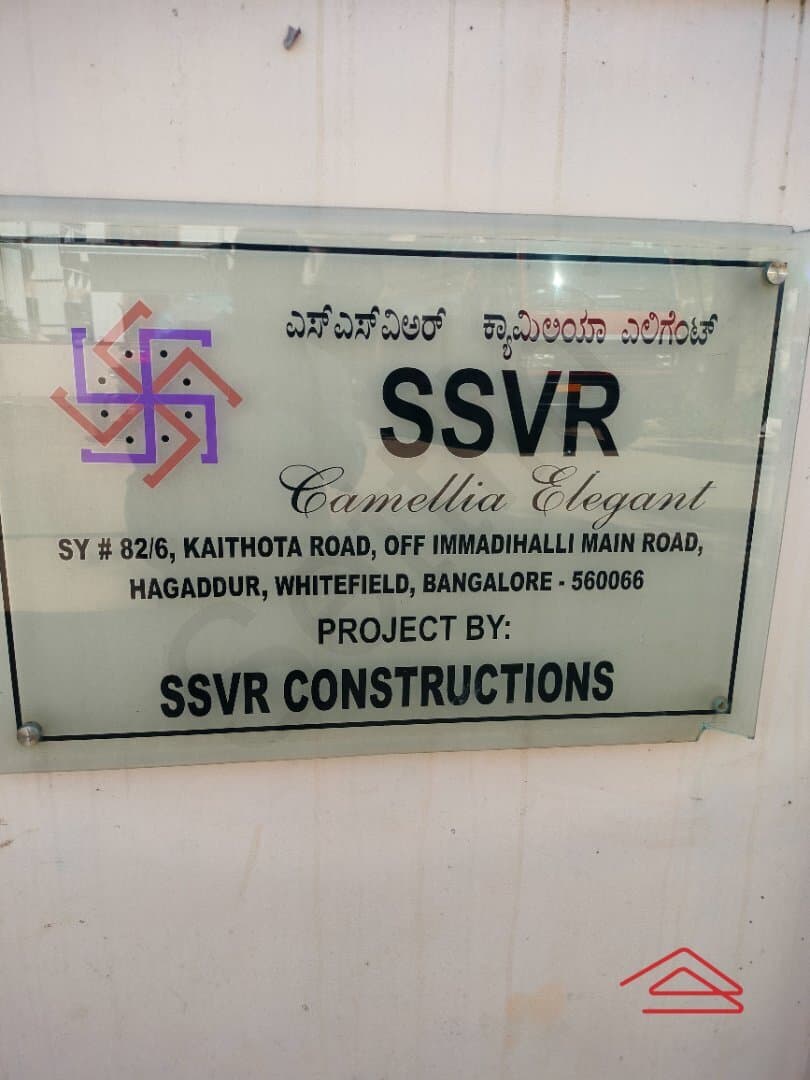 ಎಸ್ಎಸ್‌ವಿಆರ್ ಕ್ಯಾಮಿಲಿಯಾ ಎಲಿಗೆಂಟ್
SSVR
Camellia Elegant
SY # 82/6, KAITHOTA ROAD, OFF IMMADIHALLI MAIN ROAD,
HAGADDUR, WHITEFIELD, BANGALORE - 560066
PROJECT BY:
SSVR CONSTRUCTIONS